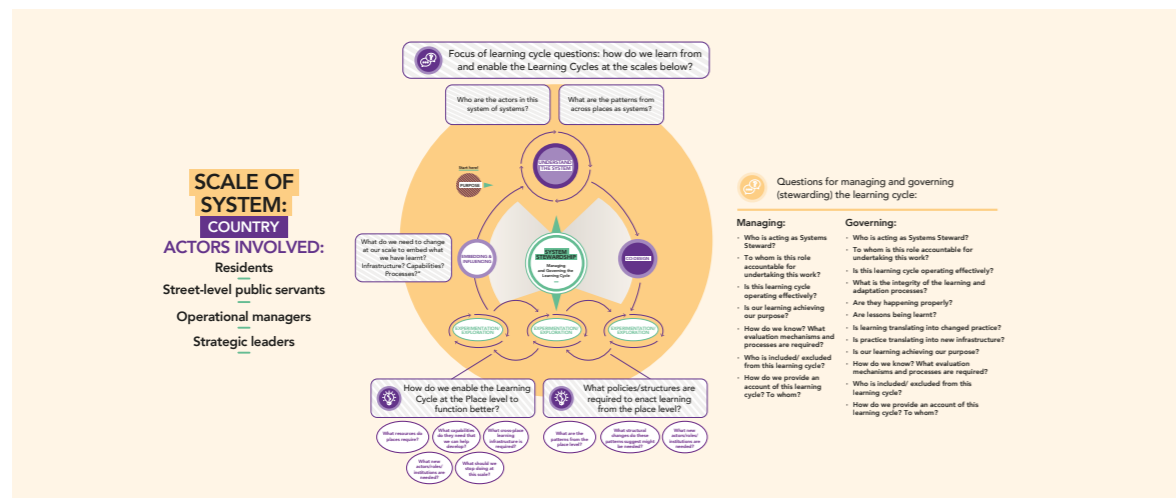 Focus of learning cycle questions: how do we learn from
and enable the Learning Cycles at the scales below?
Who are the actors in this
system of systems?
What are the patterns from
across places as systems?
Start here!
PURPOSE
UNDERSTAND
THE SYSTEM
SCALE OF
SYSTEM:
COUNTRY
ACTORS INVOLVED:
Residents
Street-level public servants
Operational managers
Strategic leaders
What do we need to change
at our scale to embed what
we have learnt?
Infrastructure? Capabilities?
Processes?"
EMBEDDING &
INFLUENCING
SYSTEM
STEWARDSHIP
Managing
and Governing the
Learning Cycle
CO-DESIGN
EXPERIMENTATION/
EXPLORATION
EXPERIMENTATION/
EXPLORATION
EXPERIMENTATION/
EXPLORATION
How do we enable the Learning
Cycle at the Place level to
function better?
What policies/structures are
required to enact learning
from the place level?
What resources do
places require?
What capabilities
do they need that
we can help
develop?
What cross-place
learning
infrastructure is
required?
What new
actors/roles/
institutions are
needed?
What should we
stop doing at
this scale?
What are the
patterns from the
place level?
What structural
changes do these
patterns suggest might
be needed?
What new
actors/roles/
institutions are
needed?
Questions for managing and governing
(stewarding) the learning cycle:
Managing:
- Who is acting as Systems
Steward?
- To whom is this role
accountable for
undertaking this work?
- Is this learning cycle
operating effectively?
- Is our learning achieving
our purpose?
- How do we know? What
evaluation mechanisms and
processes are required?
- Who is included/ excluded
from this learning cycle?
- How do we provide an
account of this learning
cycle? To whom?
Governing:
- Who is acting as Systems Steward?
- To whom is this role accountable for
undertaking this work?
- Is this learning cycle operating effectively?
- What is the integrity of the learning and
adaptation processes?
- Are they happening properly?
- Are lessons being learnt?
- Is learning translating into changed practice?
- Is practice translating into new infrastructure?
- Is our learning achieving our purpose?
- How do we know? What evaluation
mechanisms and processes are required?
- Who is included/ excluded from this
learning cycle?
- How do we provide an account of this
learning cycle? To whom?